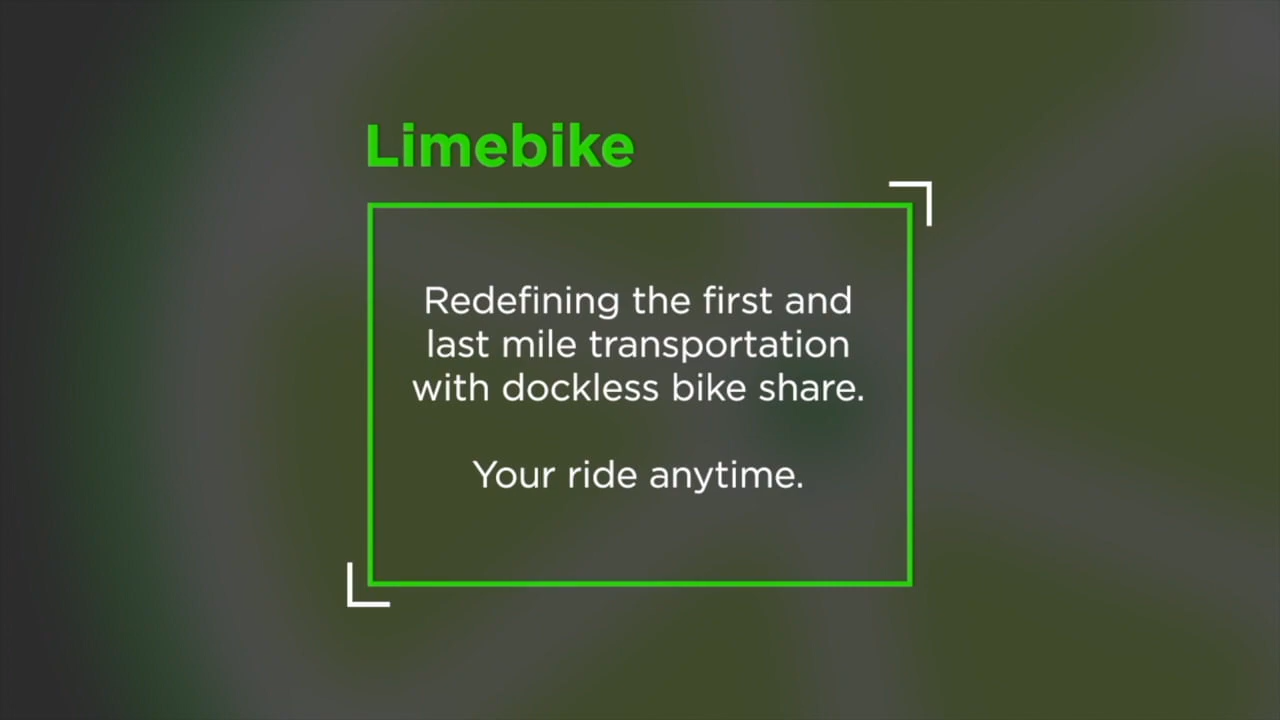 Limebike
Redefining the first and
last mile transportation
with dockless bike share.
Your ride anytime.